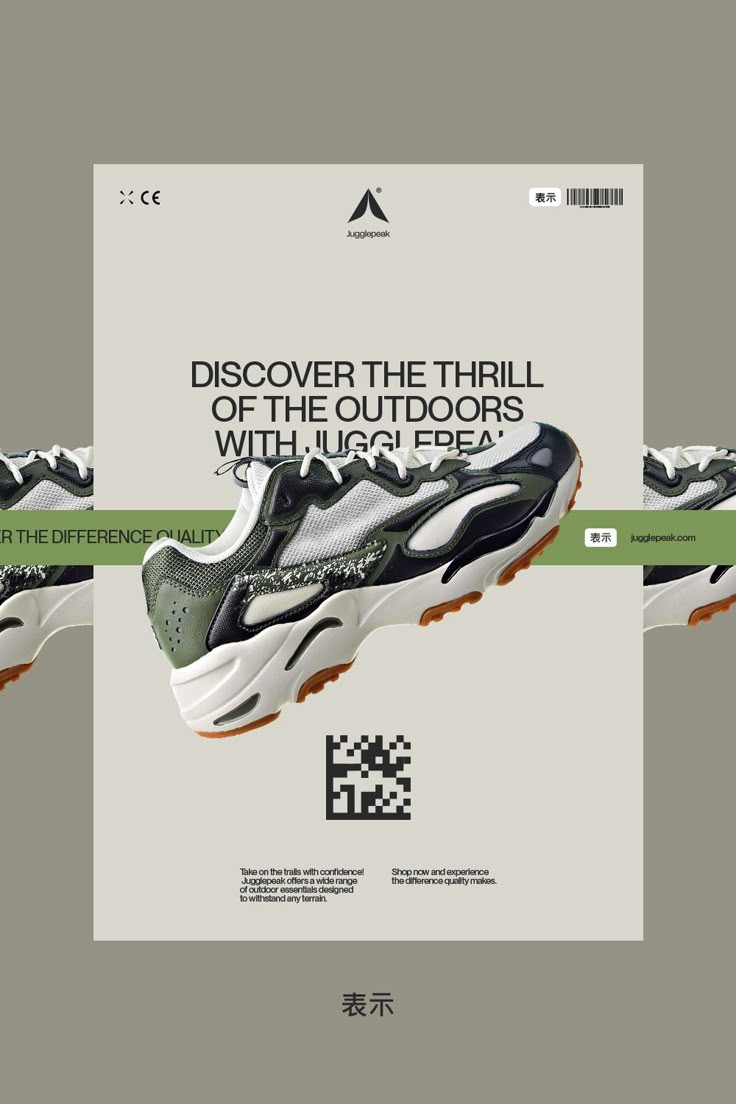 CE
®
Jugglepeak
表示
DISCOVER THE THRILL
OF THE OUTDOORS
WITH JUGGLEPEAK
THE DIFFERENCE QUALITY
表示
jugglepeak.com
Take on the trails with confidence!
Jugglepeak offers a wide range
of outdoor essentials designed
to withstand any terrain.
Shop now and experience
the difference quality makes.
表示